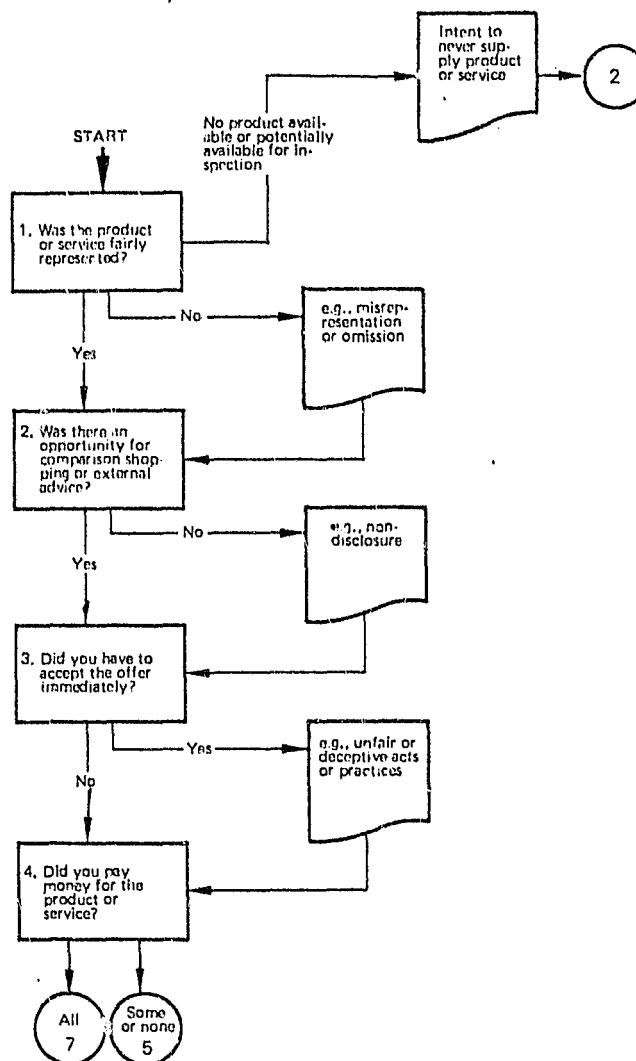 Intent to
never sup-
ply product
or service
2
No product avail-
able or potentially
available for in-
spection
START
1. Was the product
or service fairly
represented?
No
e.g., misrep-
resentation
or omission
Yes
2. Was there an
opportunity for
comparison shop-
ping or external
advice?
No
e.g., non-
disclosure
Yes
3. Did you have to
accept the offer
immediately?
Yes
e.g., unfair or
deceptive acts
or practices
No
4. Did you pay
money for the
product or
service?
All
7
Some
or none
5